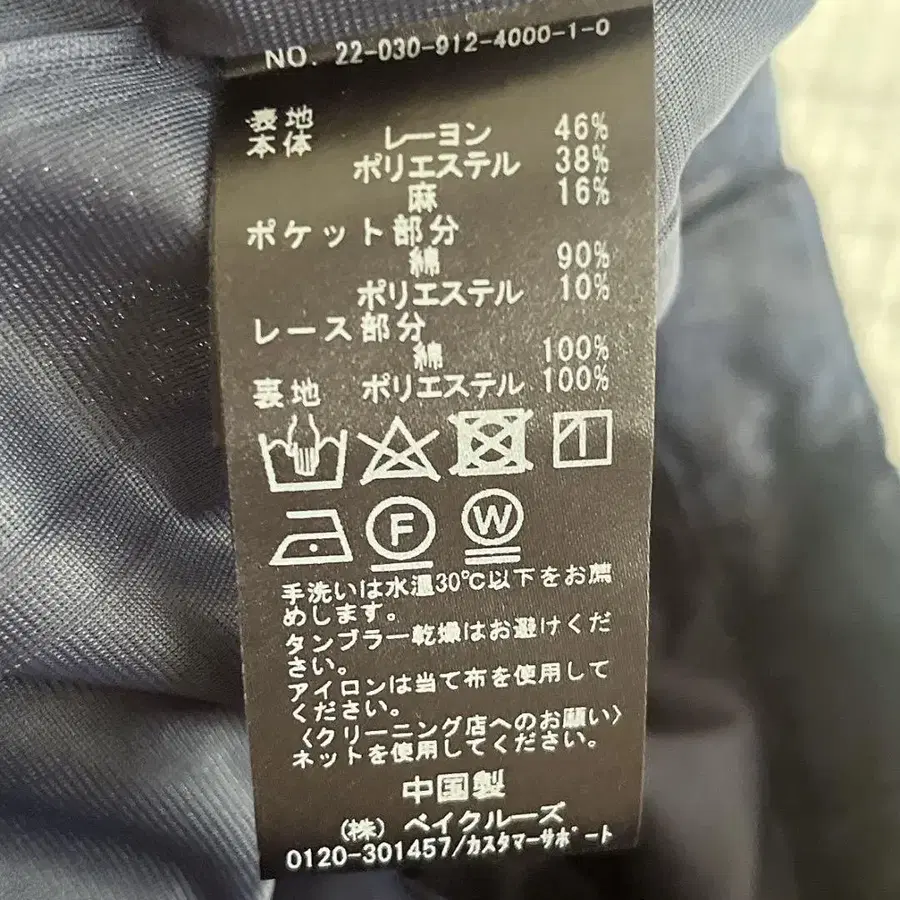 NO. 22-030-912-4000-1-0
表地
本体 レーヨン 46%
ポリエステル 38%
麻 16%
ポケット部分
綿 90%
ポリエステル 10%
レース部分
綿 100%
裏地 ポリエステル 100%
F W
手洗いは水温30℃以下をお薦
めします。
タンブラー乾燥はお避けくだ
さい。
アイロンは当て布を使用して
ください。
〈クリーニング店へのお願い〉
ネットを使用してください。
中国製
(株) ベイクルーズ
0120-301457/カスタマーサポート